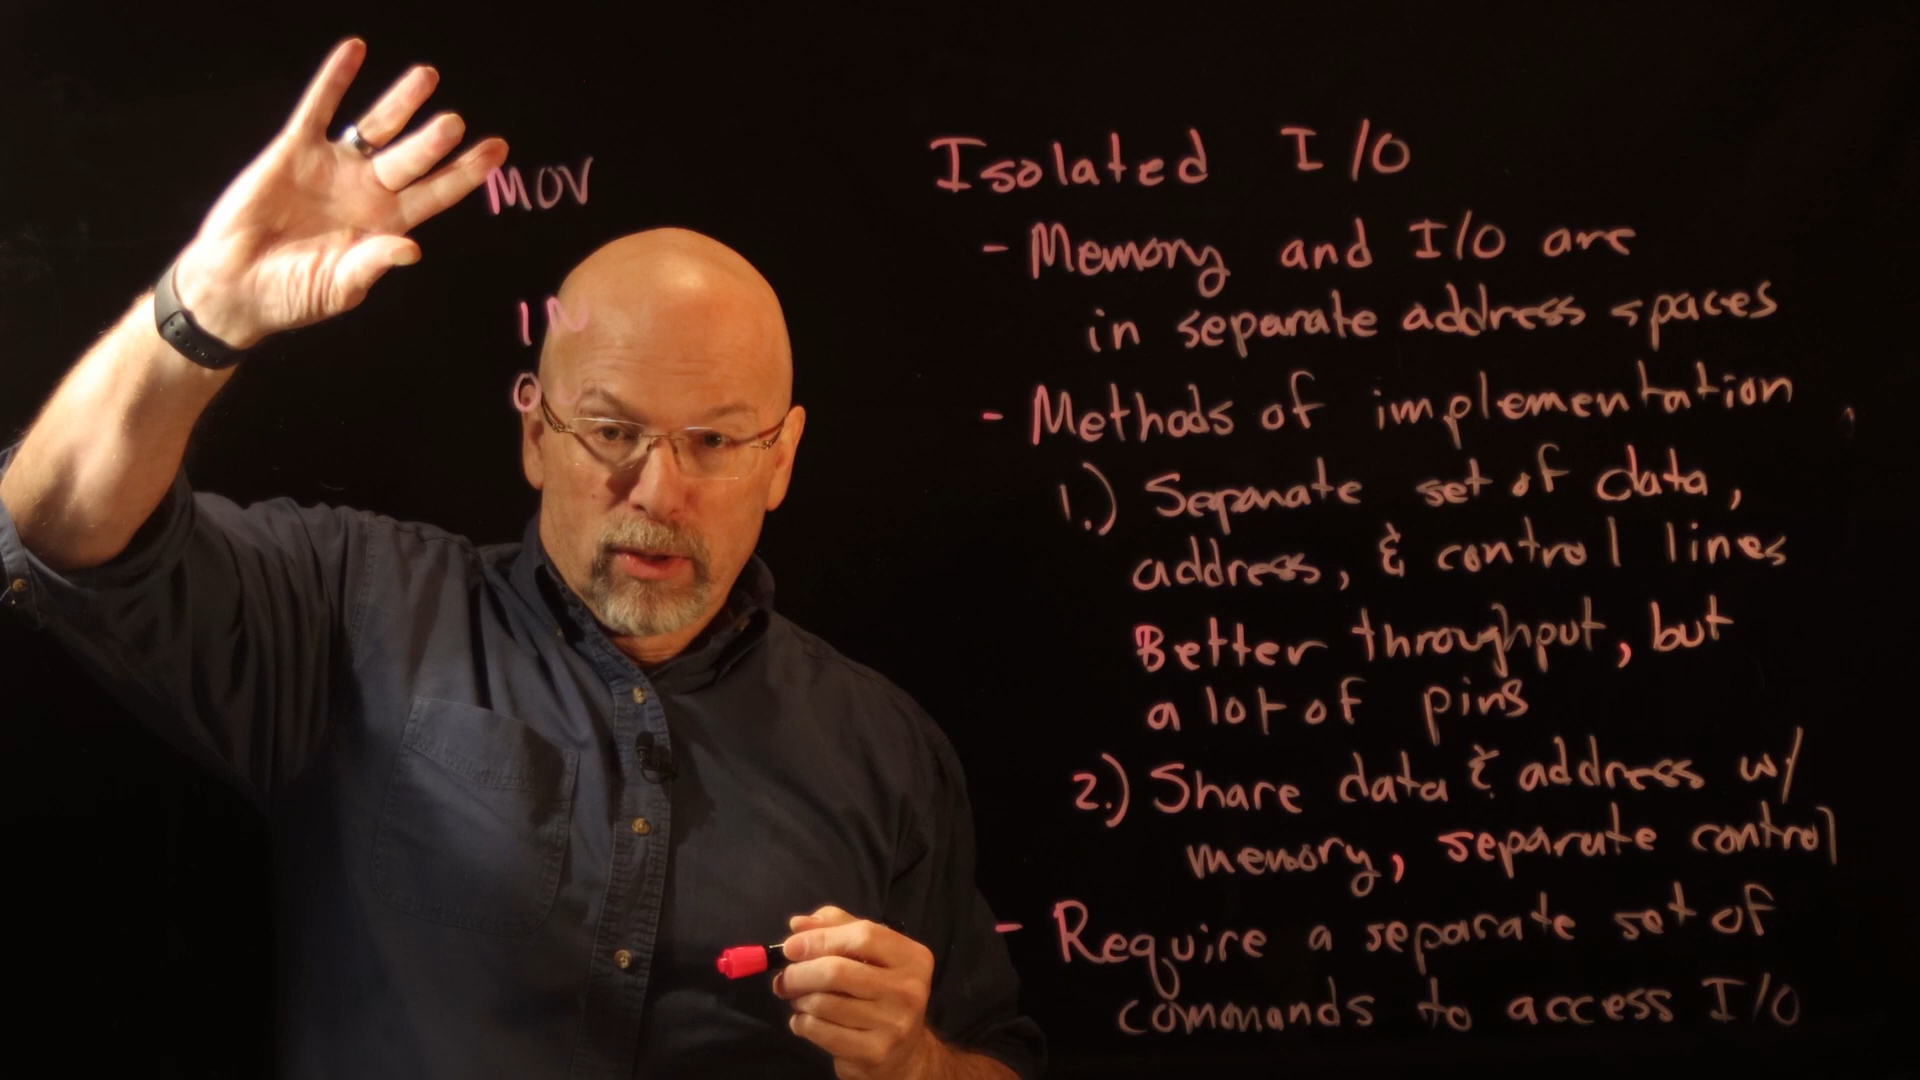 MOV
IN
O
Isolated I/O
- Memory and I/O are
in separate address spaces
- Methods of implementation
1.) Separate set of data,
address, & control lines
Better throughput, but
a lot of pins
2.) Share data & address w/
memory, separate control
- Require a separate set of
commands to access I/O